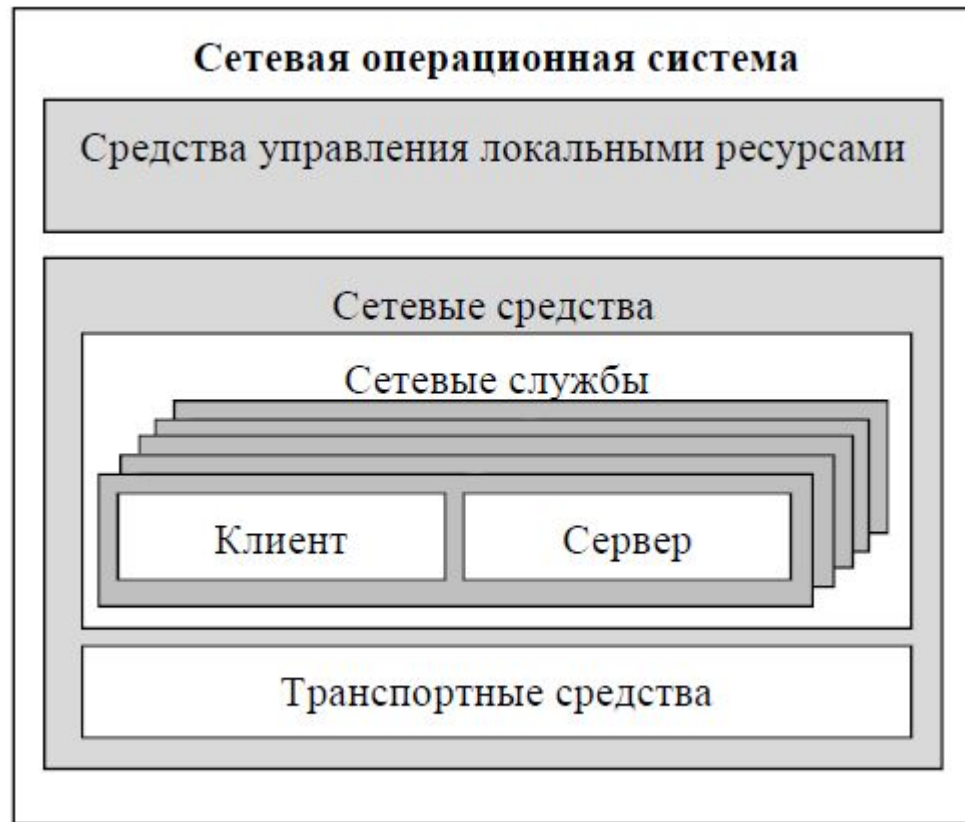 Сетевая операционная система
Средства управления локальными ресурсами
Сетевые средства
Сетевые службы
Клиент
Сервер
Транспортные средства